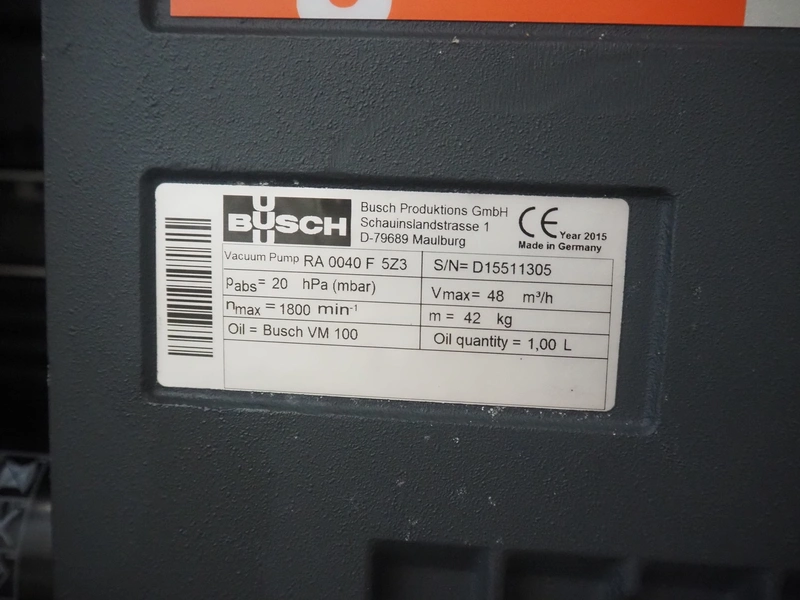 BUSCH
Busch Produktions GmbH
Schauinslandstrasse 1
D-79689 Maulburg
CE Year 2015
Made in Germany
Vacuum Pump RA 0040 F 5Z3
S/N= D15511305
pabs= 20 hPa (mbar)
Vmax= 48 m³/h
nmax = 1800 min-1
m = 42 kg
Oil = Busch VM 100
Oil quantity = 1,00 L